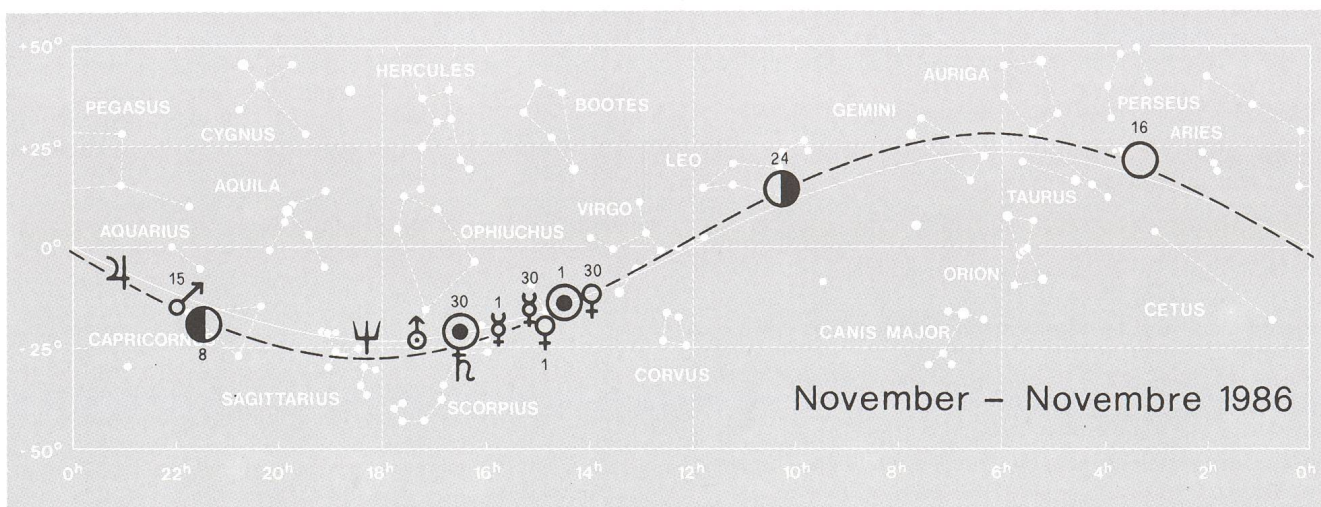 +50°
HERCULES
AURIGA
PEGASUS
BOOTES
GEMINI
PERSEUS
CYGNUS
16
ARIES
+25°
LEO
24
AQUILA
TAURUS
VIRGO
AQUARIUS
OPHIUCHUS
0°
15
30
1
30
1
30
ORION
CETUS
CAPRICORN
8
CANIS MAJOR
-25°
1
CORVUS
SAGITTARIUS
SCORPIUS
November – Novembre 1986
-50°
0h 22h 20h 18h 16h 14h 12h 10h 8h 6h 4h 2h 0h